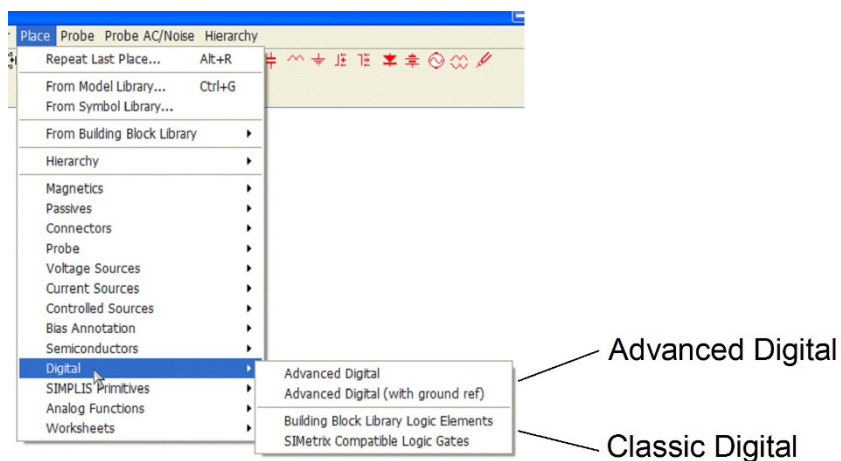 Place Probe Probe AC/Noise Hierarchy
Repeat Last Place... Alt+R
From Model Library... Ctrl+G
From Symbol Library...
From Building Block Library
Hierarchy
Magnetics
Passives
Connectors
Probe
Voltage Sources
Current Sources
Controlled Sources
Bias Annotation
Semiconductors
Digital
SIMPLIS Primitives
Analog Functions
Worksheets
Advanced Digital
Advanced Digital (with ground ref)
Building Block Library Logic Elements
SIMetrix Compatible Logic Gates
Advanced Digital
Classic Digital